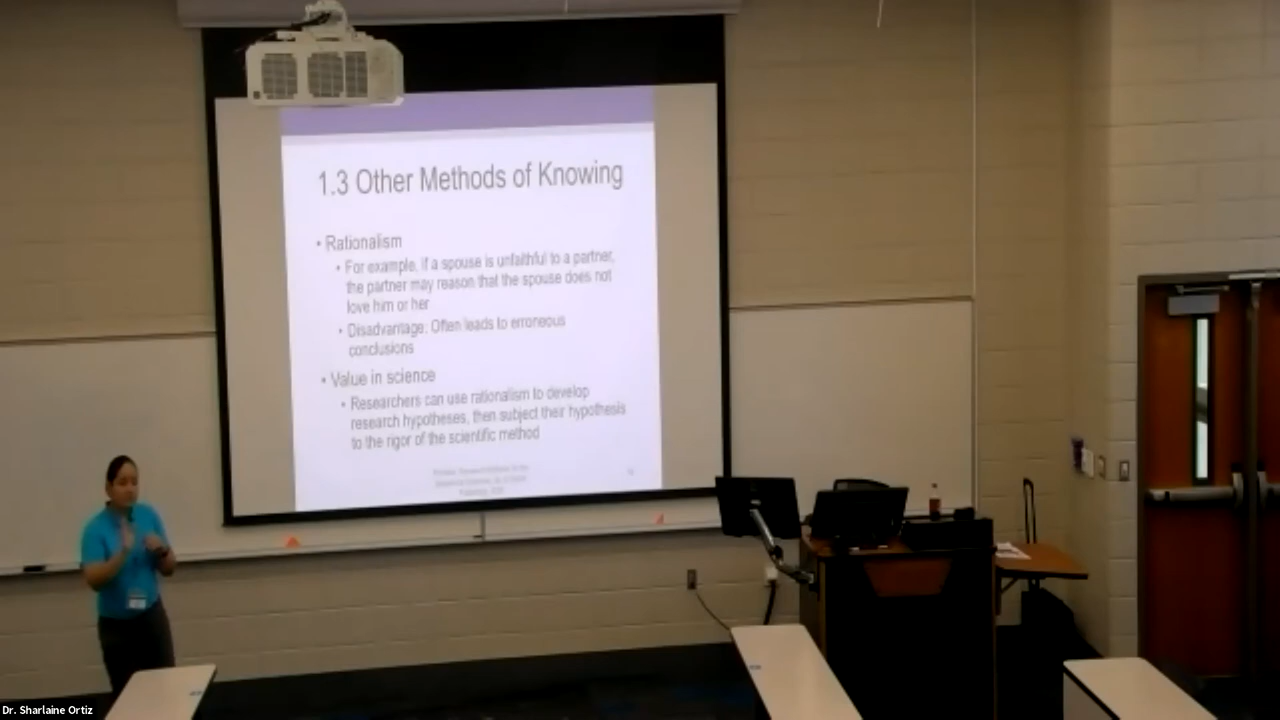 1.3 Other Methods of Knowing
• Rationalism
• For example, if a spouse is unfaithful to a partner,
the partner may reason that the spouse does not
love him or her
• Disadvantage: Often leads to erroneous
conclusions
• Value in science
• Researchers can use rationalism to develop
research hypotheses, then subject their hypothesis
to the rigor of the scientific method
Dr. Sharlaine Ortiz